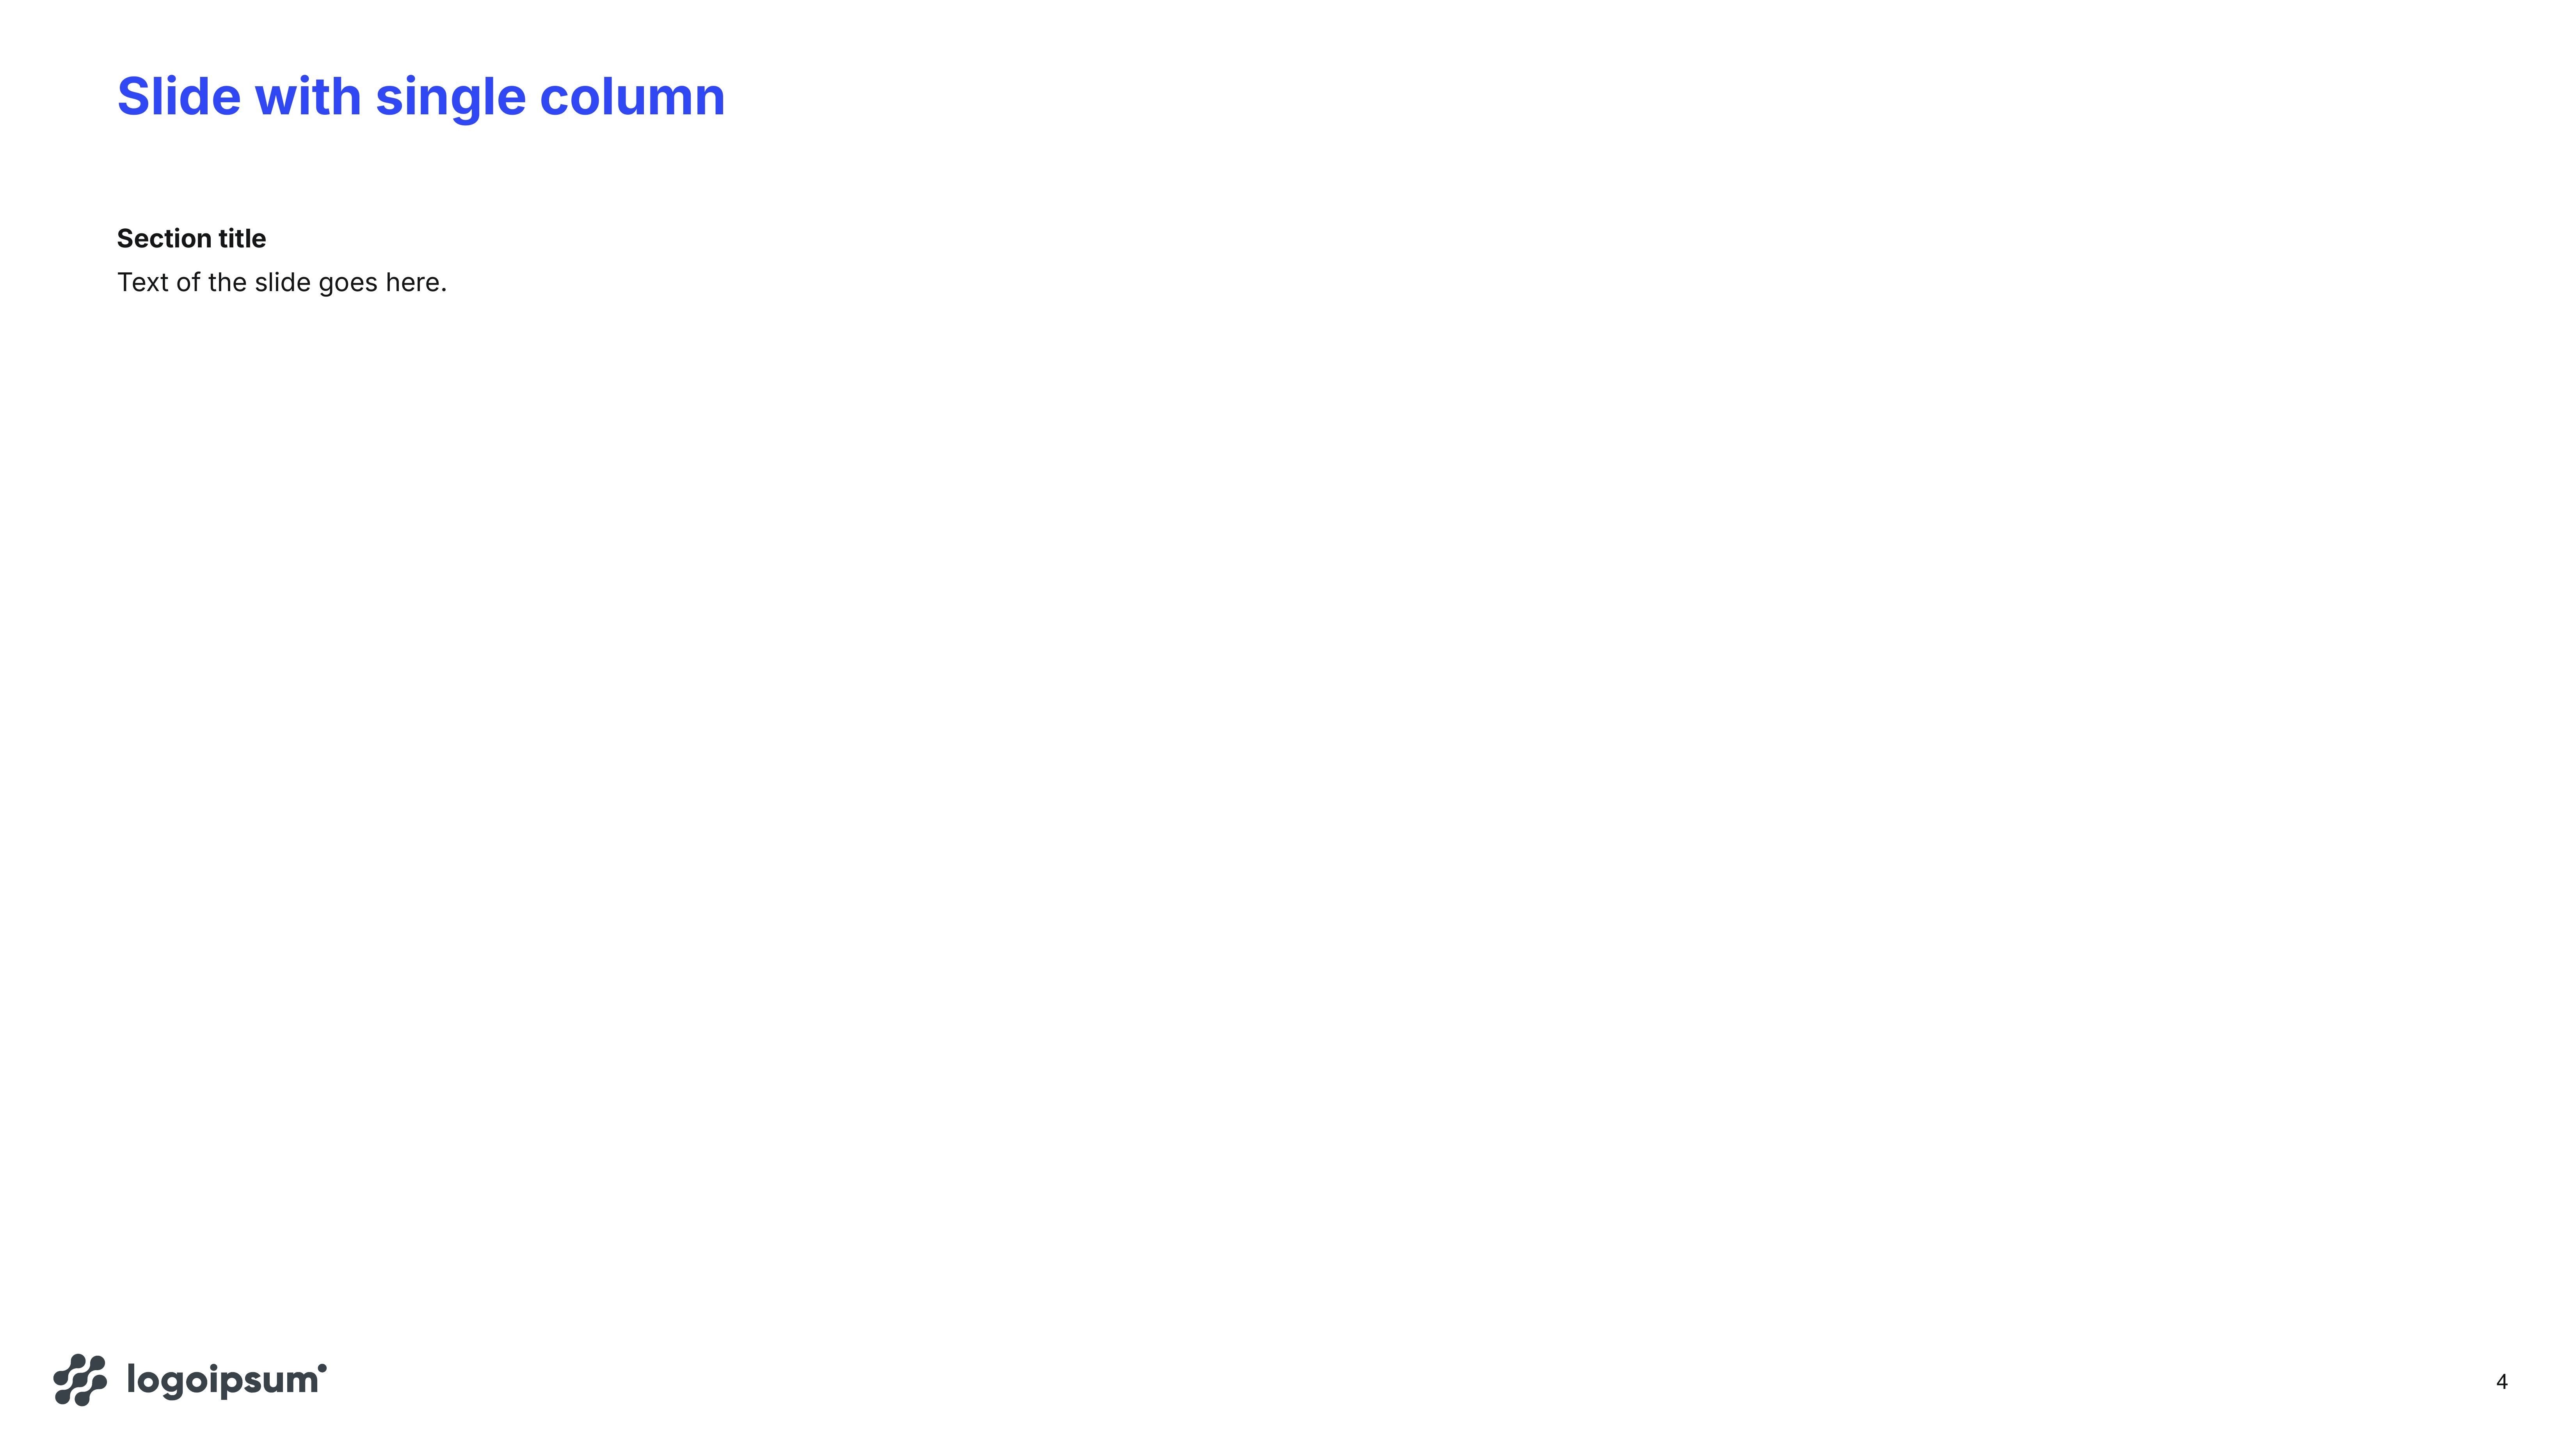 Slide with single column
Section title
Text of the slide goes here.
logoipsum
4